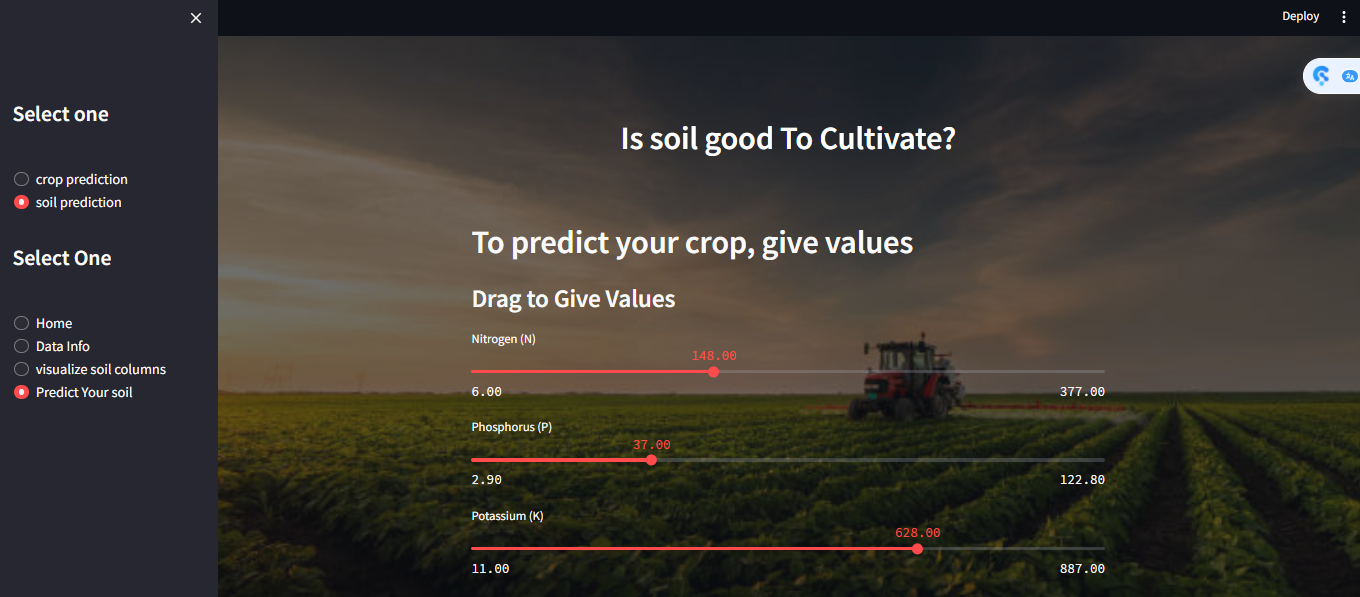 Deploy
Select one
crop prediction
soil prediction
Select One
Home
Data Info
visualize soil columns
Predict Your soil
Is soil good To Cultivate?
To predict your crop, give values
Drag to Give Values
Nitrogen (N)
148.00
6.00 377.00
Phosphorus (P)
37.00
2.90 122.80
Potassium (K)
628.00
11.00 887.00